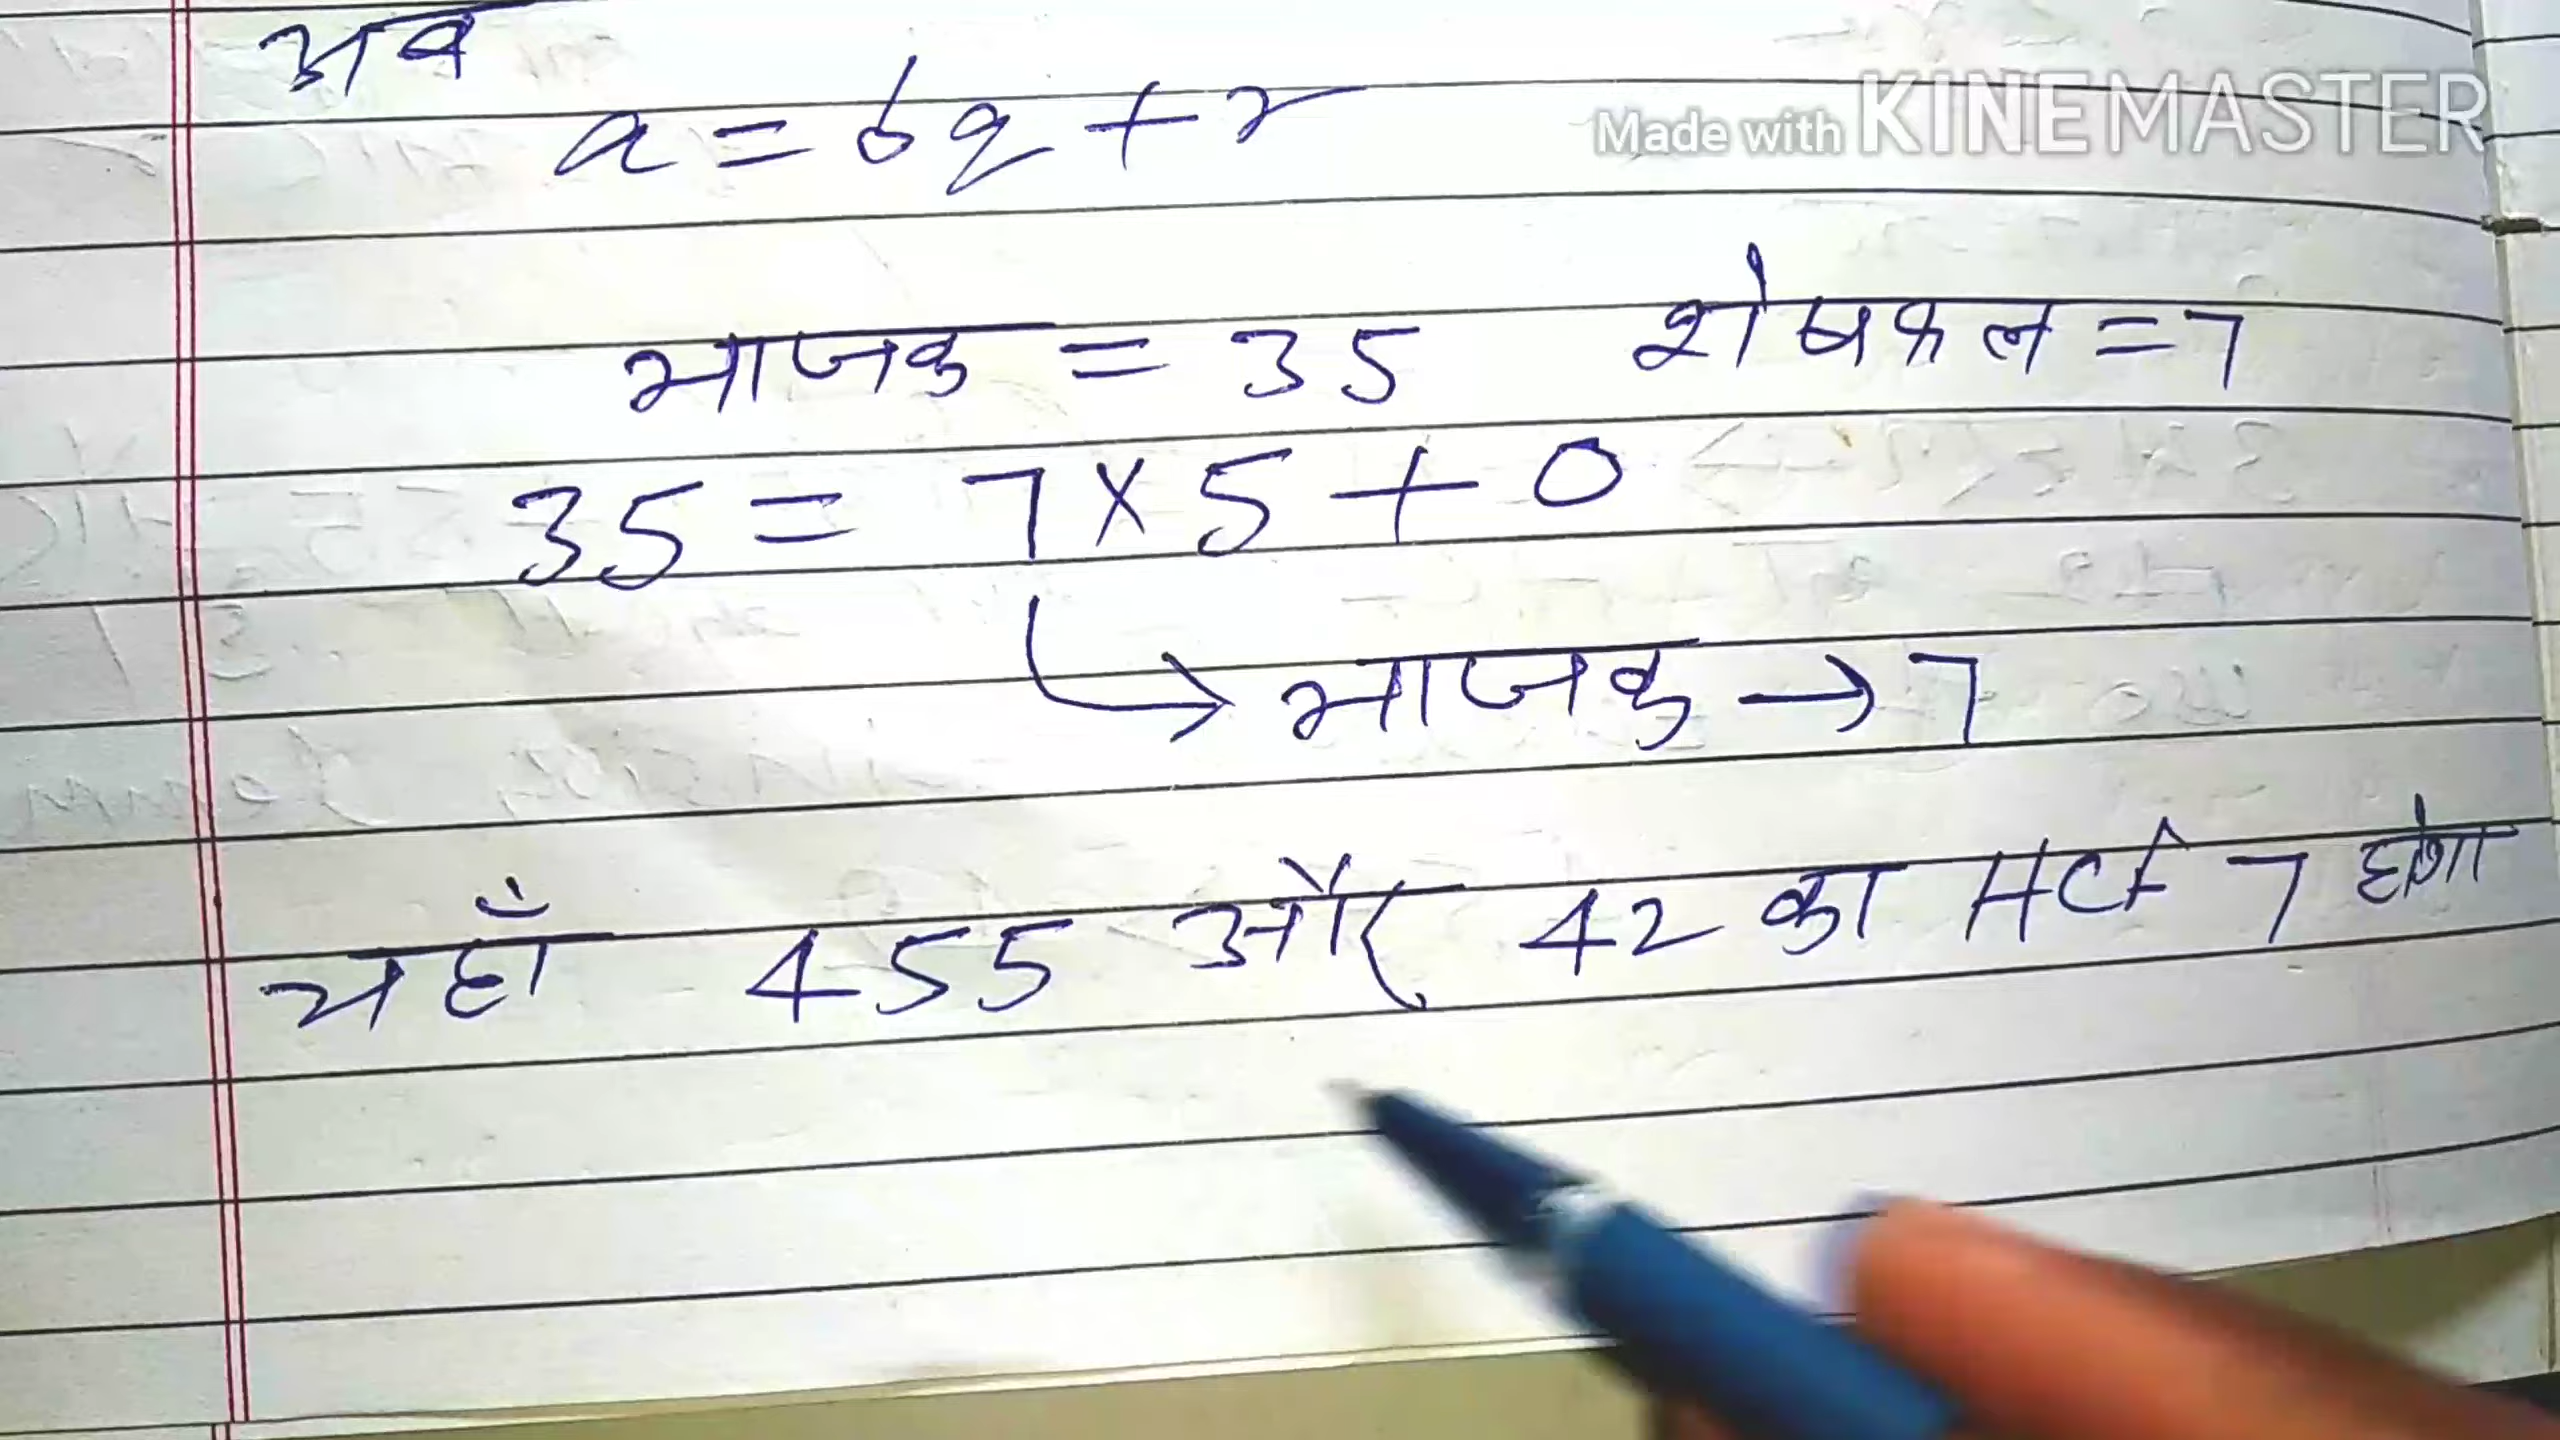 अब
a = bq + r
Made with KINEMASTER
भाजक = 35 शेषफल = 7
35 = 7 × 5 + 0
→ भाजक → 7
यहाँ 455 और 42 का HCF 7 होगा